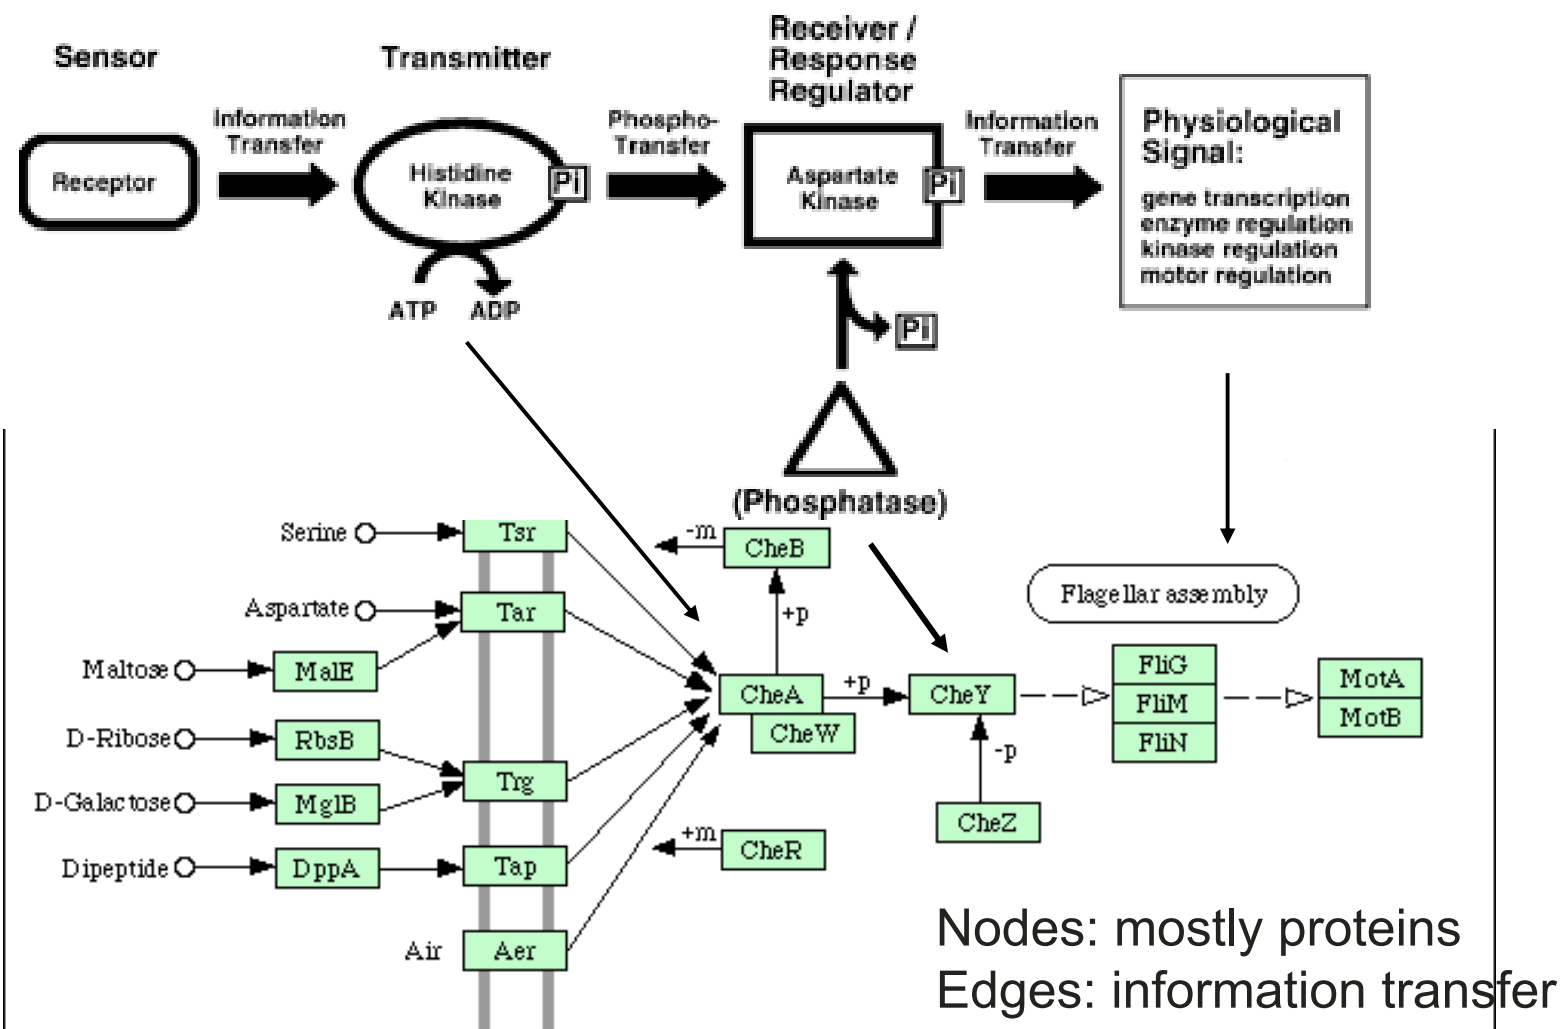 Sensor
Transmitter
Receiver /
Response
Regulator
Information
Transfer
Phospho-
Transfer
Information
Transfer
Physiological
Signal:
gene transcription
enzyme regulation
kinase regulation
motor regulation
Receptor
Histidine
Kinase
Pi
Aspartate
Kinase
Pi
ATP
ADP
Pi
(Phosphatase)
Serine
Tsr
-m
CheB
Aspartate
Tar
+p
Flagellar assembly
Maltose
MalE
CheA
+p
CheY
FliG
FliM
FliN
MotA
MotB
CheW
D-Ribose
RbsB
-p
Trg
D-Galactose
MglB
CheZ
+m
CheR
Dipeptide
DppA
Tap
Air
Aer
Nodes: mostly proteins
Edges: information transfer